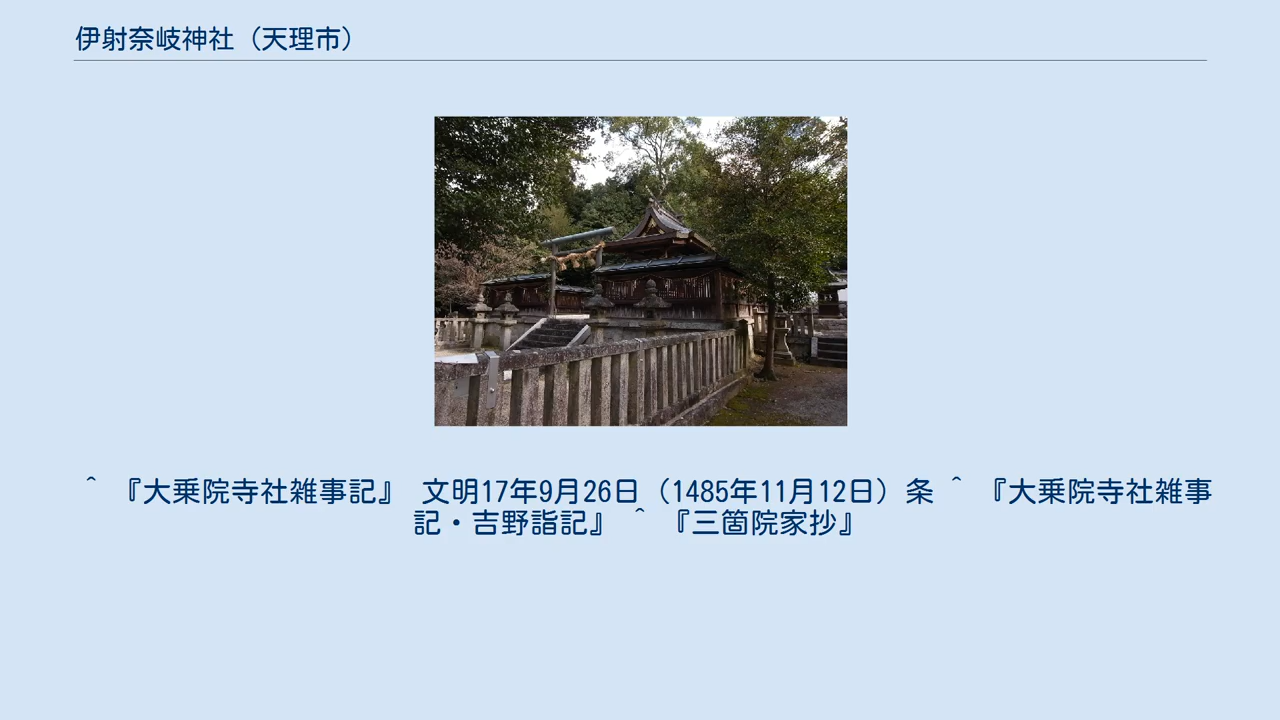 伊射奈岐神社（天理市）
＾ 『大乗院寺社雑事記』 文明17年9月26日（1485年11月12日）条 ＾ 『大乗院寺社雑事
記・吉野詣記』 ＾ 『三箇院家抄』